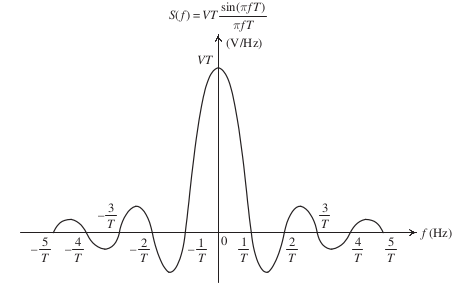 S(f) = VT sin(πfT)/πfT
(V/Hz)
VT
−3/T 3/T
f (Hz)
−5/T −4/T −2/T −1/T 0 1/T 2/T 4/T 5/T